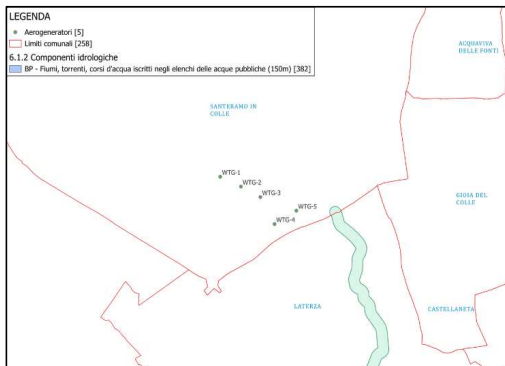 LEGENDA
Aerogeneratori [5]
Limiti comunali [258]
6.1.2 Componenti idrologiche
BP - Fiumi, torrenti, corsi d'acqua iscritti negli elenchi delle acque pubbliche (150m) [382]
ACQUAVIVA
DELLE FONTI
SANTERAMO IN
COLLE
WTG-1
WTG-2
WTG-3
WTG-5
WTG-4
GIOIA DEL
COLLE
LATERZA
CASTELLANETA